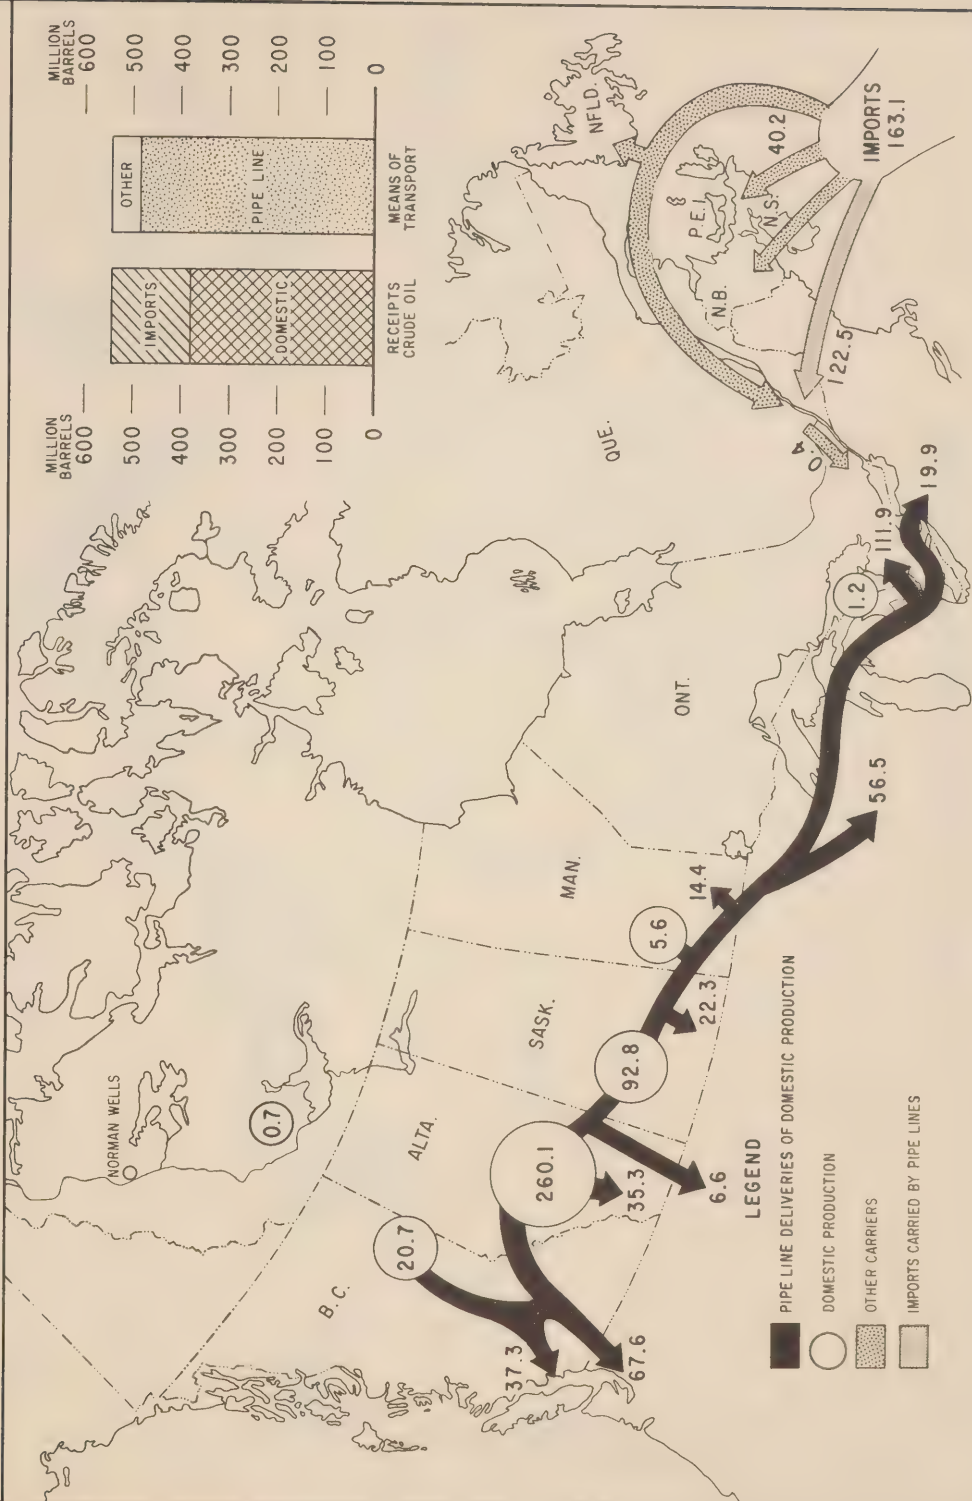 MILLION
BARRELS
600
500
400
300
200
100
0
IMPORTS
DOMESTIC
RECEIPTS
CRUDE OIL
OTHER
PIPE LINE
MEANS OF
TRANSPORT
MILLION
BARRELS
600
500
400
300
200
100
0
NORMAN WELLS
0.7
B.C.
ALTA.
SASK.
MAN.
ONT.
QUE.
NFLD.
P.E.I.
N.B.
N.S.
20.7
37.3
67.6
260.1
35.3
6.6
92.8
22.3
5.6
14.4
56.5
1.2
111.9
19.9
0.4
122.5
40.2
IMPORTS
163.1
LEGEND
PIPE LINE DELIVERIES OF DOMESTIC PRODUCTION
DOMESTIC PRODUCTION
OTHER CARRIERS
IMPORTS CARRIED BY PIPE LINES